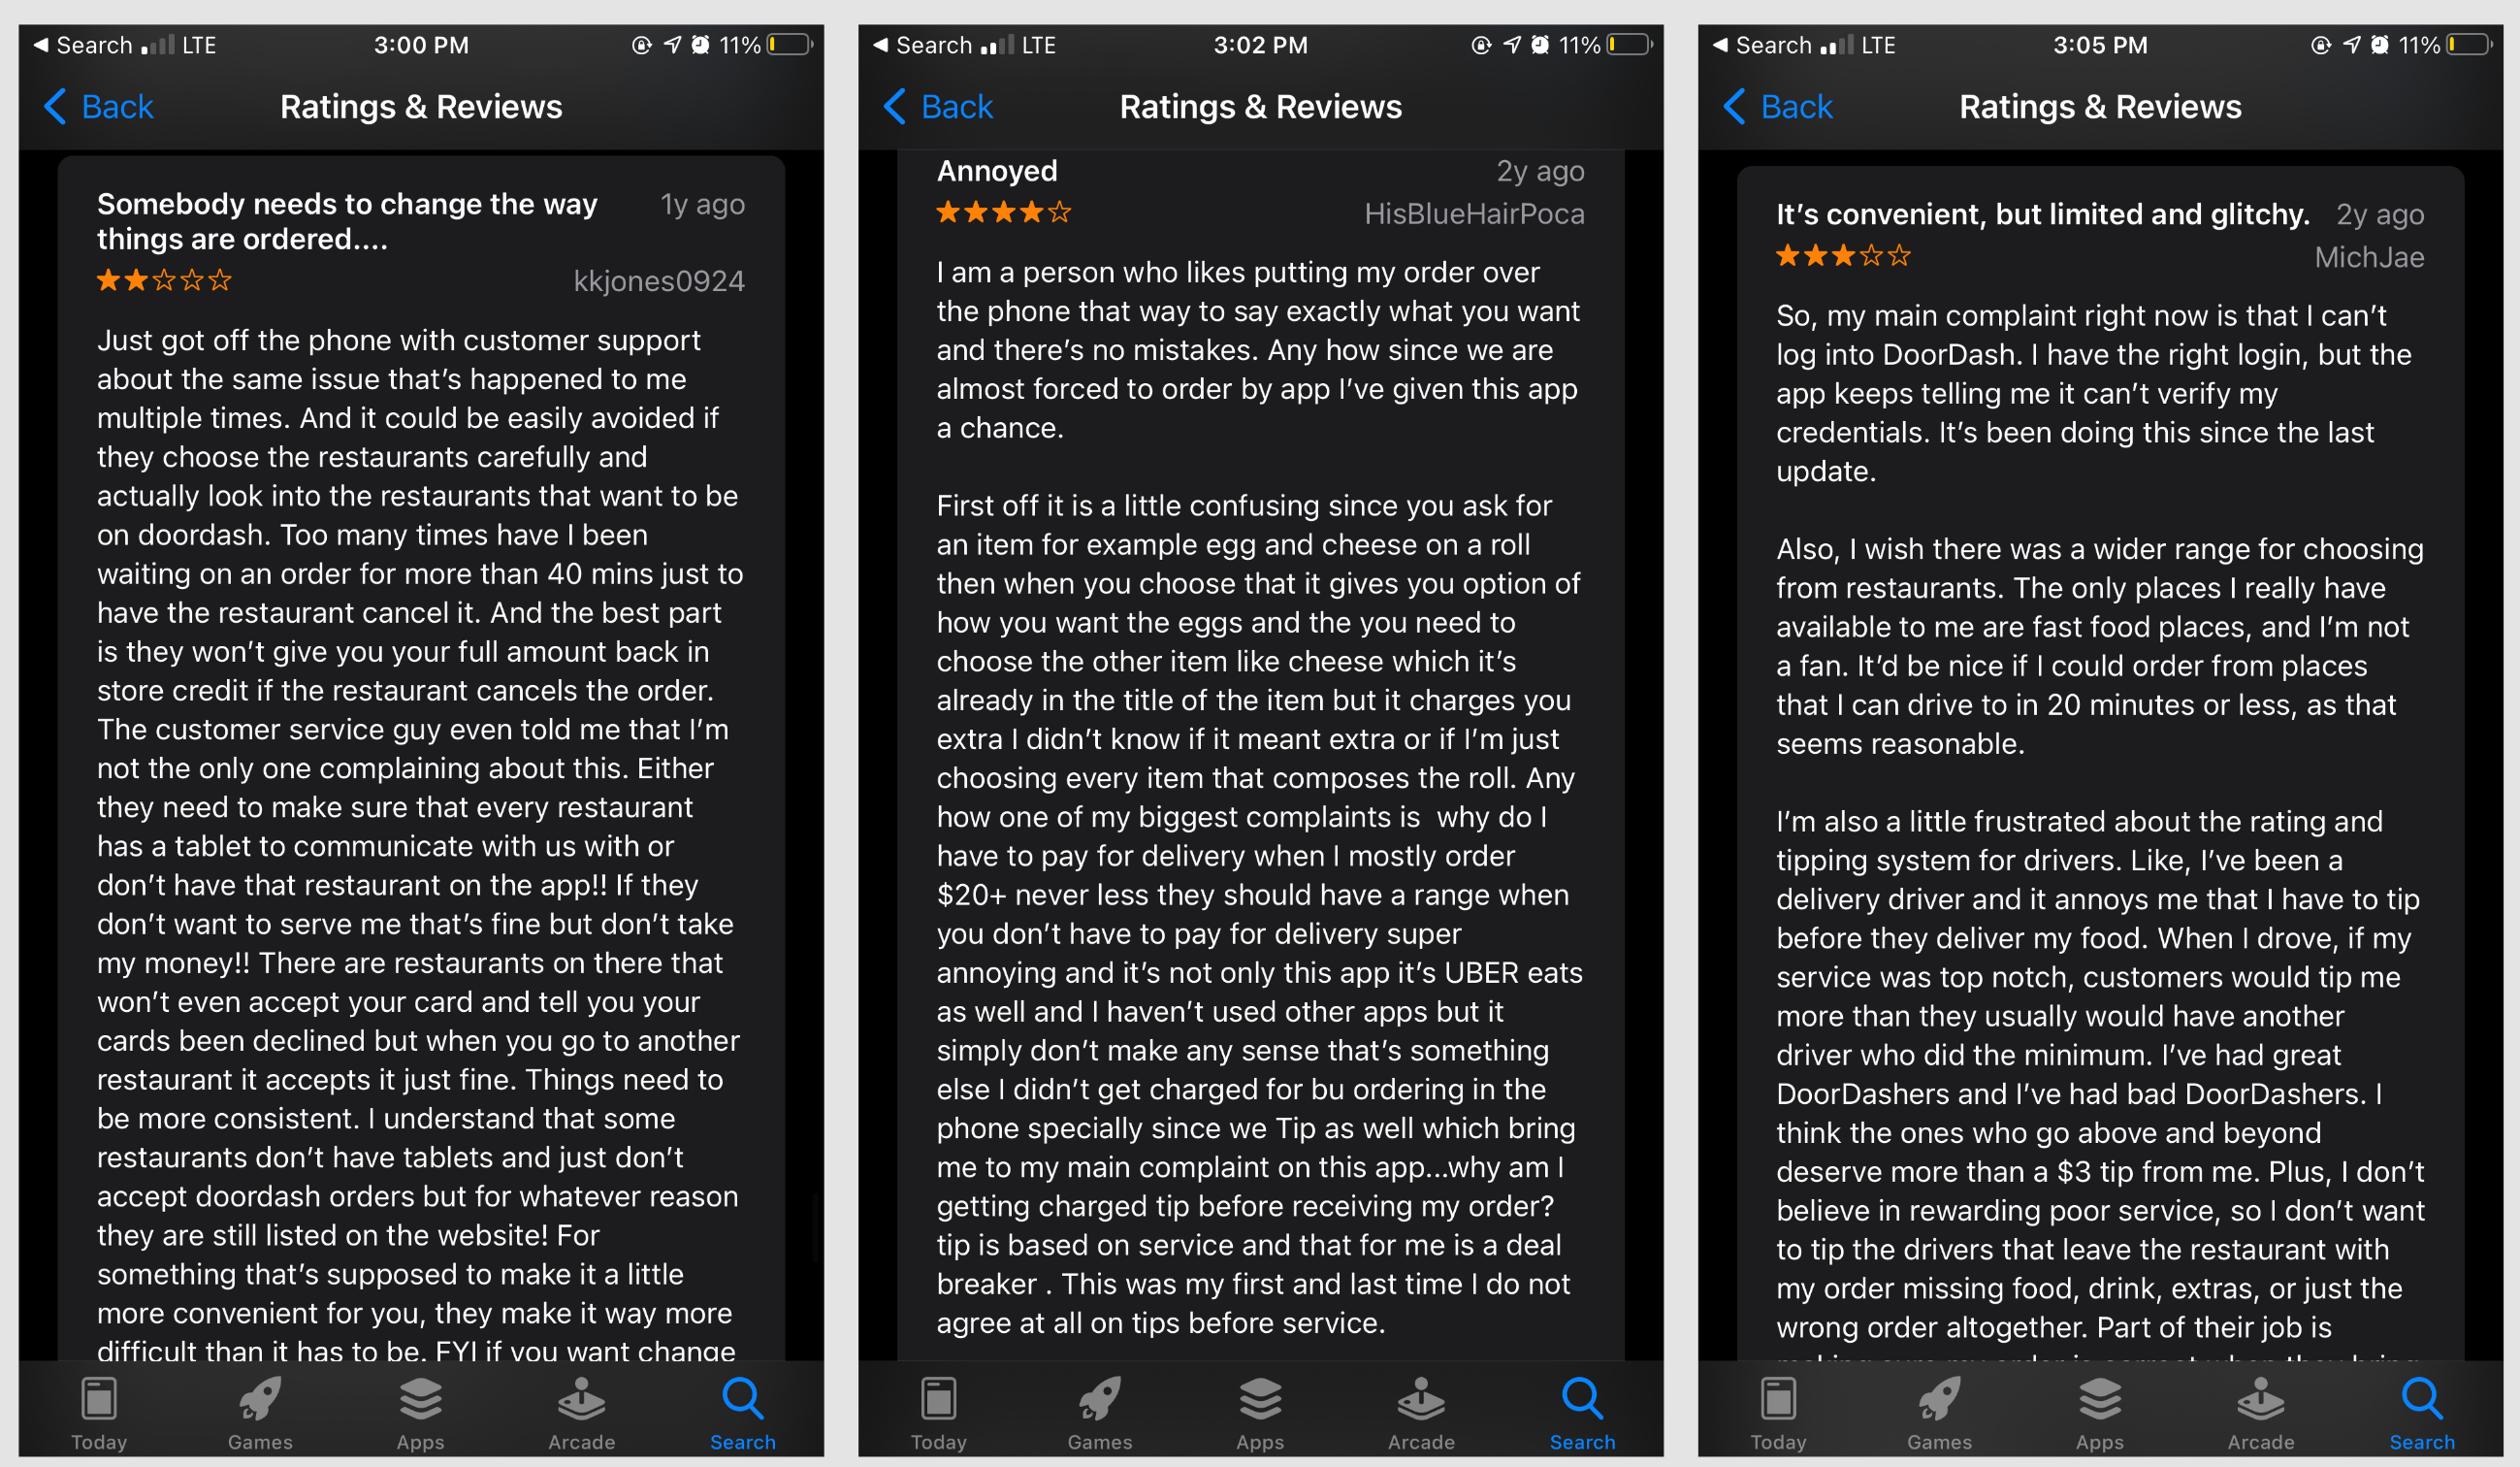 Search LTE 3:00 PM 11%
Back Ratings & Reviews
Somebody needs to change the way 1y ago
things are ordered....
kkjones0924
Just got off the phone with customer support
about the same issue that's happened to me
multiple times. And it could be easily avoided if
they choose the restaurants carefully and
actually look into the restaurants that want to be
on doordash. Too many times have I been
waiting on an order for more than 40 mins just to
have the restaurant cancel it. And the best part
is they won't give you your full amount back in
store credit if the restaurant cancels the order.
The customer service guy even told me that I'm
not the only one complaining about this. Either
they need to make sure that every restaurant
has a tablet to communicate with us with or
don't have that restaurant on the app!! If they
don't want to serve me that's fine but don't take
my money!! There are restaurants on there that
won't even accept your card and tell you your
cards been declined but when you go to another
restaurant it accepts it just fine. Things need to
be more consistent. I understand that some
restaurants don't have tablets and just don't
accept doordash orders but for whatever reason
they are still listed on the website! For
something that's supposed to make it a little
more convenient for you, they make it way more
difficult than it has to be. FYI if you want change
Today Games Apps Arcade Search
Search LTE 3:02 PM 11%
Back Ratings & Reviews
Annoyed 2y ago
HisBlueHairPoca
I am a person who likes putting my order over
the phone that way to say exactly what you want
and there's no mistakes. Any how since we are
almost forced to order by app I've given this app
a chance.
First off it is a little confusing since you ask for
an item for example egg and cheese on a roll
then when you choose that it gives you option of
how you want the eggs and the you need to
choose the other item like cheese which it's
already in the title of the item but it charges you
extra I didn't know if it meant extra or if I'm just
choosing every item that composes the roll. Any
how one of my biggest complaints is  why do I
have to pay for delivery when I mostly order
$20+ never less they should have a range when
you don't have to pay for delivery super
annoying and it's not only this app it's UBER eats
as well and I haven't used other apps but it
simply don't make any sense that's something
else I didn't get charged for bu ordering in the
phone specially since we Tip as well which bring
me to my main complaint on this app...why am I
getting charged tip before receiving my order?
tip is based on service and that for me is a deal
breaker . This was my first and last time I do not
agree at all on tips before service.
Today Games Apps Arcade Search
Search LTE 3:05 PM 11%
Back Ratings & Reviews
It's convenient, but limited and glitchy. 2y ago
MichJae
So, my main complaint right now is that I can't
log into DoorDash. I have the right login, but the
app keeps telling me it can't verify my
credentials. It's been doing this since the last
update.
Also, I wish there was a wider range for choosing
from restaurants. The only places I really have
available to me are fast food places, and I'm not
a fan. It'd be nice if I could order from places
that I can drive to in 20 minutes or less, as that
seems reasonable.
I'm also a little frustrated about the rating and
tipping system for drivers. Like, I've been a
delivery driver and it annoys me that I have to tip
before they deliver my food. When I drove, if my
service was top notch, customers would tip me
more than they usually would have another
driver who did the minimum. I've had great
DoorDashers and I've had bad DoorDashers. I
think the ones who go above and beyond
deserve more than a $3 tip from me. Plus, I don't
believe in rewarding poor service, so I don't want
to tip the drivers that leave the restaurant with
my order missing food, drink, extras, or just the
wrong order altogether. Part of their job is
Today Games Apps Arcade Search